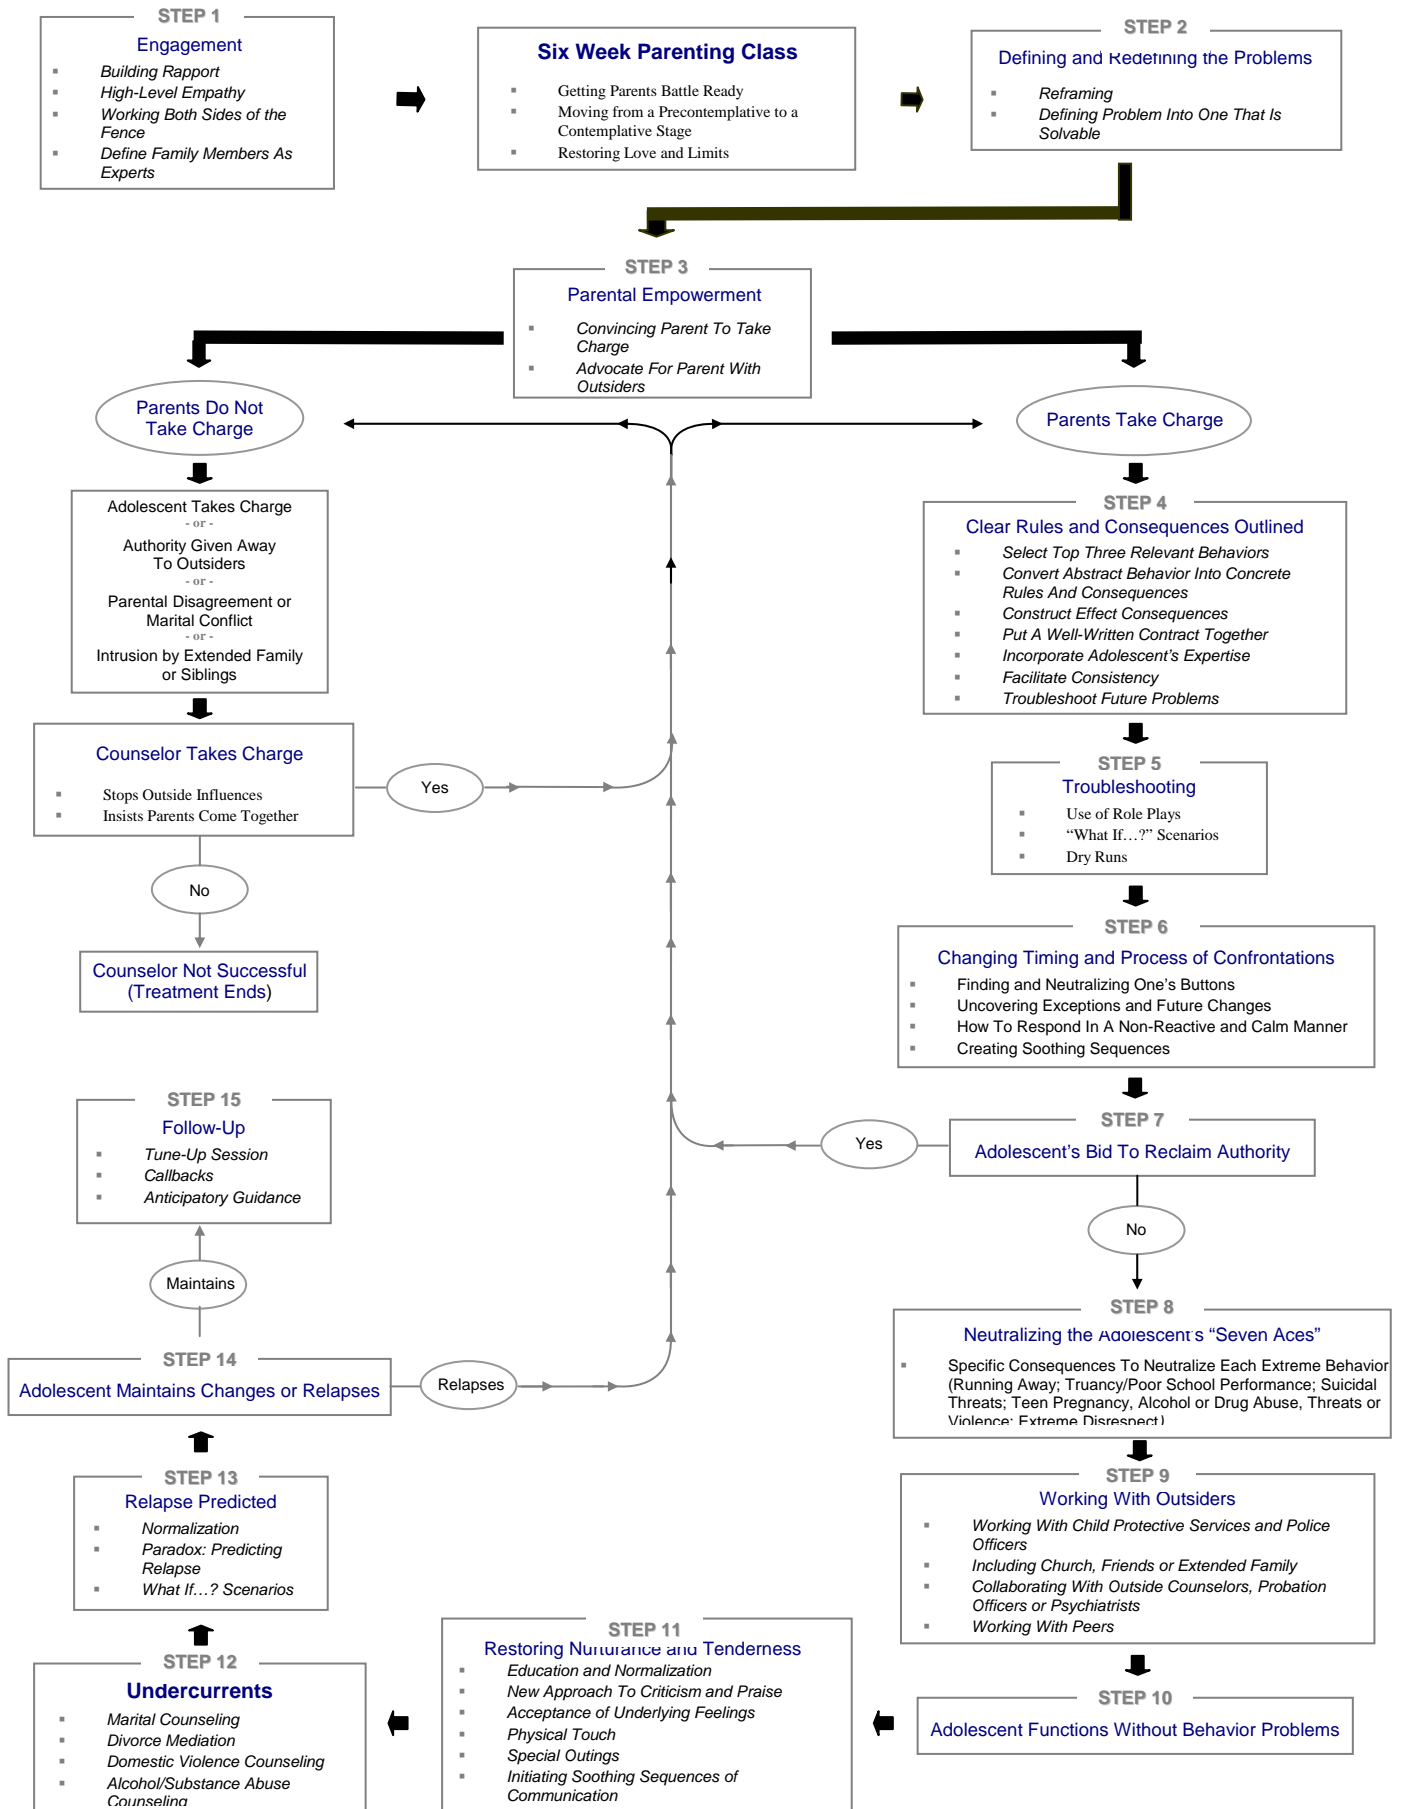 STEP 1
Engagement
▪ Building Rapport
▪ High-Level Empathy
▪ Working Both Sides of the
Fence
▪ Define Family Members As
Experts
Six Week Parenting Class
▪ Getting Parents Battle Ready
▪ Moving from a Precontemplative to a
Contemplative Stage
▪ Restoring Love and Limits
STEP 2
Defining and Redefining the Problems
▪ Reframing
▪ Defining Problem Into One That Is
Solvable
STEP 3
Parental Empowerment
▪ Convincing Parent To Take
Charge
▪ Advocate For Parent With
Outsiders
Parents Do Not
Take Charge
Adolescent Takes Charge
- or -
Authority Given Away
To Outsiders
- or -
Parental Disagreement or
Marital Conflict
- or -
Intrusion by Extended Family
or Siblings
Counselor Takes Charge
▪ Stops Outside Influences
▪ Insists Parents Come Together
Yes
No
Counselor Not Successful
(Treatment Ends)
Parents Take Charge
STEP 4
Clear Rules and Consequences Outlined
▪ Select Top Three Relevant Behaviors
▪ Convert Abstract Behavior Into Concrete
Rules And Consequences
▪ Construct Effect Consequences
▪ Put A Well-Written Contract Together
▪ Incorporate Adolescent's Expertise
▪ Facilitate Consistency
▪ Troubleshoot Future Problems
STEP 5
Troubleshooting
▪ Use of Role Plays
▪ “What If…?” Scenarios
▪ Dry Runs
STEP 6
Changing Timing and Process of Confrontations
▪ Finding and Neutralizing One's Buttons
▪ Uncovering Exceptions and Future Changes
▪ How To Respond In A Non-Reactive and Calm Manner
▪ Creating Soothing Sequences
STEP 7
Adolescent's Bid To Reclaim Authority
Yes
No
STEP 8
Neutralizing the Adolescent's “Seven Aces”
▪ Specific Consequences To Neutralize Each Extreme Behavior
(Running Away; Truancy/Poor School Performance; Suicidal
Threats; Teen Pregnancy, Alcohol or Drug Abuse, Threats or
Violence; Extreme Disrespect)
STEP 9
Working With Outsiders
▪ Working With Child Protective Services and Police
Officers
▪ Including Church, Friends or Extended Family
▪ Collaborating With Outside Counselors, Probation
Officers or Psychiatrists
▪ Working With Peers
STEP 10
Adolescent Functions Without Behavior Problems
STEP 11
Restoring Nurturance and Tenderness
▪ Education and Normalization
▪ New Approach To Criticism and Praise
▪ Acceptance of Underlying Feelings
▪ Physical Touch
▪ Special Outings
▪ Initiating Soothing Sequences of
Communication
STEP 12
Undercurrents
▪ Marital Counseling
▪ Divorce Mediation
▪ Domestic Violence Counseling
▪ Alcohol/Substance Abuse
Counseling
STEP 13
Relapse Predicted
▪ Normalization
▪ Paradox: Predicting
Relapse
▪ What If…? Scenarios
STEP 14
Adolescent Maintains Changes or Relapses
Relapses
Maintains
STEP 15
Follow-Up
▪ Tune-Up Session
▪ Callbacks
▪ Anticipatory Guidance